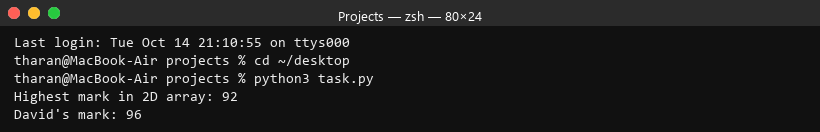 Projects — zsh — 80×24
Last login: Tue Oct 14 21:10:55 on ttys000
tharan@MacBook-Air projects % cd ~/desktop
tharan@MacBook-Air projects % python3 task.py
Highest mark in 2D array: 92
David's mark: 96